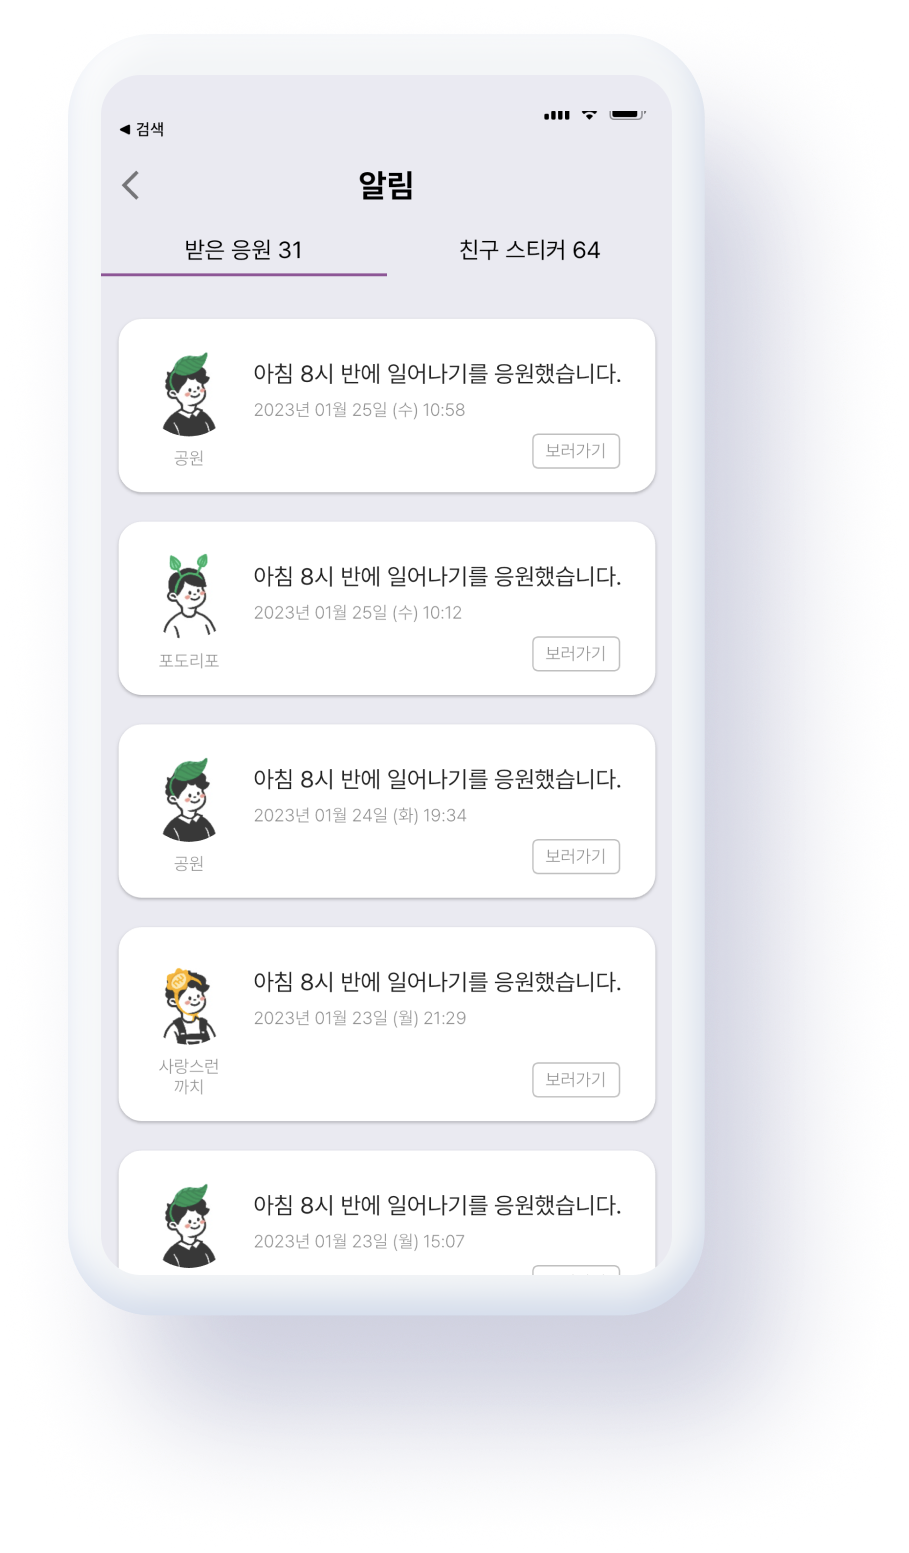 ◀ 검색
알림
받은 응원 31
친구 스티커 64
아침 8시 반에 일어나기를 응원했습니다.
2023년 01월 25일 (수) 10:58
보러가기
공원
아침 8시 반에 일어나기를 응원했습니다.
2023년 01월 25일 (수) 10:12
보러가기
포도리포
아침 8시 반에 일어나기를 응원했습니다.
2023년 01월 24일 (화) 19:34
보러가기
공원
아침 8시 반에 일어나기를 응원했습니다.
2023년 01월 23일 (월) 21:29
사랑스런
까치
보러가기
아침 8시 반에 일어나기를 응원했습니다.
2023년 01월 23일 (월) 15:07